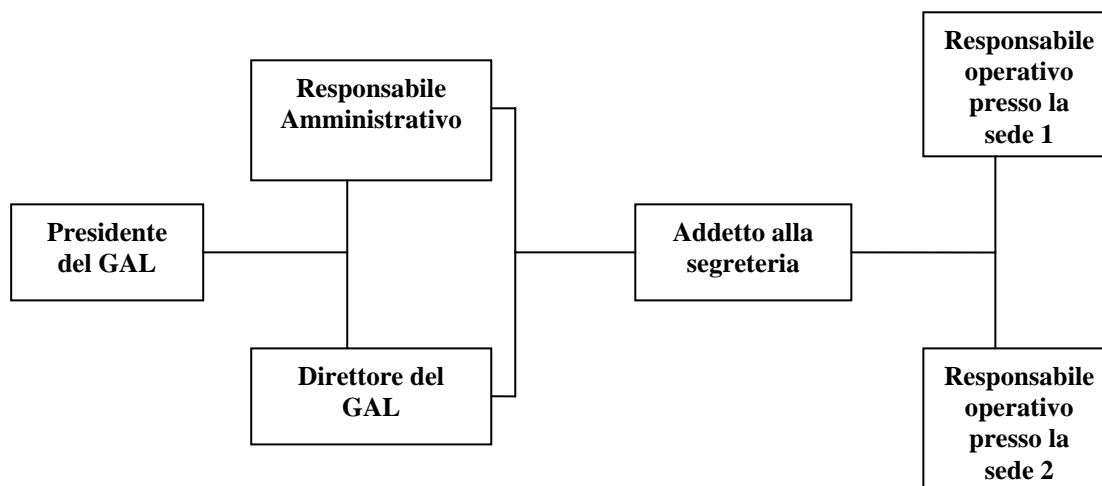 Presidente
del GAL
Responsabile
Amministrativo
Direttore del
GAL
Addetto alla
segreteria
Responsabile
operativo
presso la
sede 1
Responsabile
operativo
presso la
sede 2